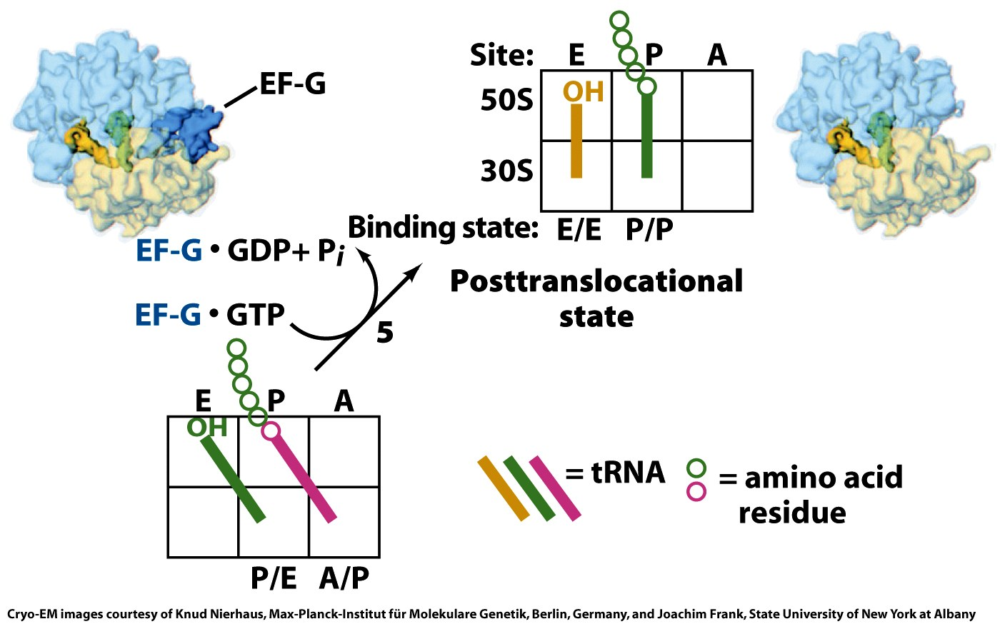 EF-G
Site: E P A
50S OH
30S
Binding state: E/E P/P
EF-G • GDP+ Pi
Posttranslocational
state
EF-G • GTP
5
E P A
OH
P/E A/P
= tRNA
= amino acid
residue
Cryo-EM images courtesy of Knud Nierhaus, Max-Planck-Institut für Molekulare Genetik, Berlin, Germany, and Joachim Frank, State University of New York at Albany